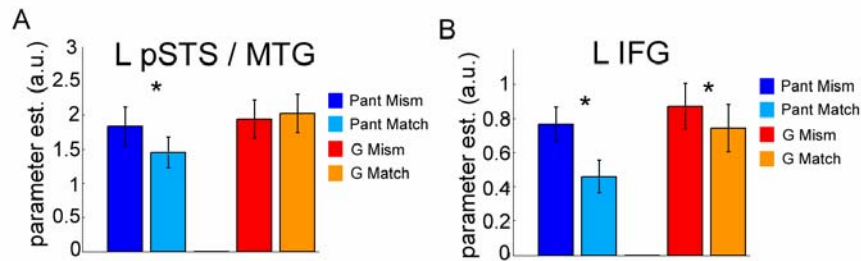 A
L pSTS / MTG
parameter est. (a.u.)
3
2.5
2
1.5
1
0.5
0
*
Pant Mism
Pant Match
G Mism
G Match
B
L IFG
parameter est. (a.u.)
1
0.8
0.6
0.4
0.2
0
*
*
Pant Mism
Pant Match
G Mism
G Match